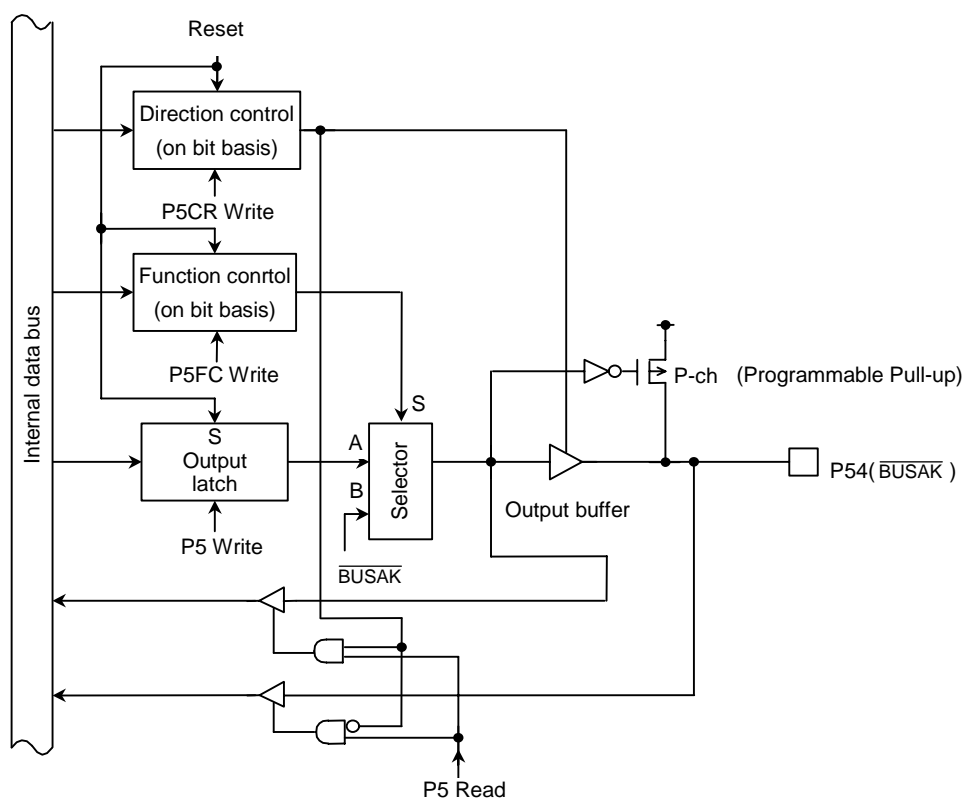 Reset
Direction control
(on bit basis)
P5CR Write
Function conrtol
(on bit basis)
P5FC Write
Internal data bus
P-ch (Programmable Pull-up)
S
S
Output
latch
A
B
Selector
P54(BUSAK)
Output buffer
P5 Write
BUSAK
P5 Read